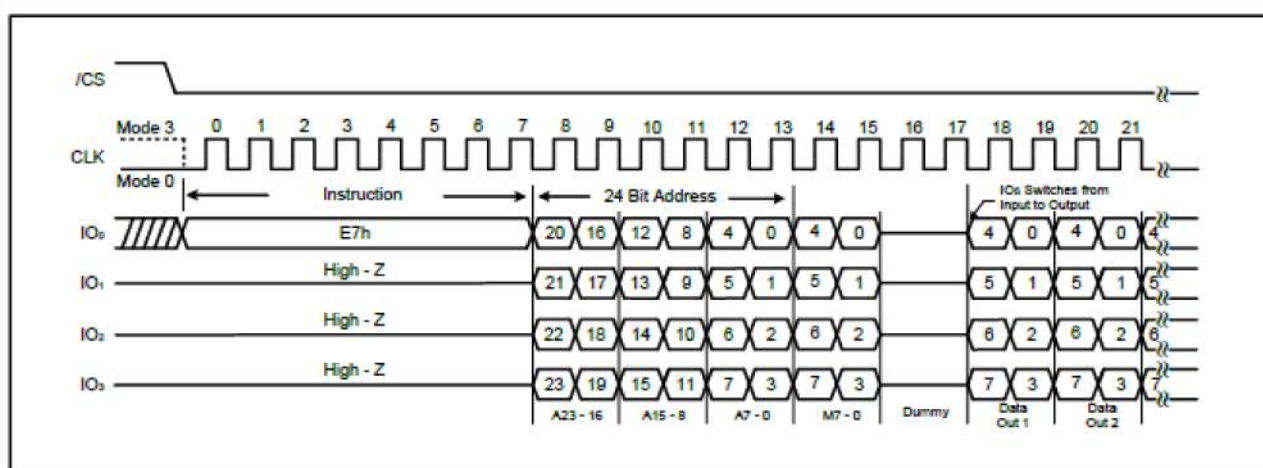 /CS
Mode 3 0 1 2 3 4 5 6 7 8 9 10 11 12 13 14 15 16 17 18 19 20 21
CLK
Mode 0
Instruction 24 Bit Address IOs Switches from
Input to Output
IO₀ E7h 20 16 12 8 4 0 4 0 4 0 4 0 4
High - Z
IO₁ 21 17 13 9 5 1 5 1 5 1 5 1 5
High - Z
IO₂ 22 18 14 10 6 2 6 2 6 2 6 2 6
High - Z
IO₃ 23 19 15 11 7 3 7 3 7 3 7 3 7
A23 - 16 A15 - 8 A7 - 0 M7 - 0 Dummy Data Data
Out 1 Out 2